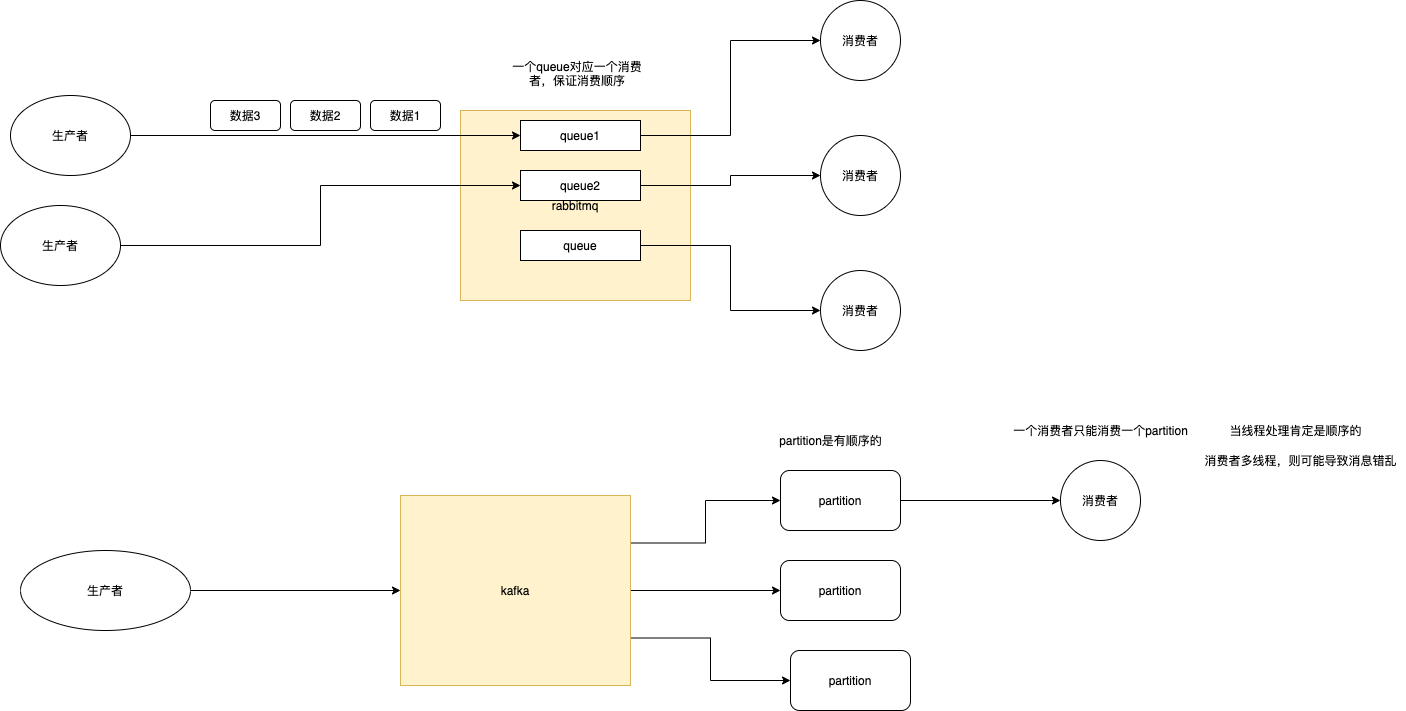 消费者
一个queue对应一个消费
者，保证消费顺序
数据3
数据2
数据1
生产者
queue1
消费者
queue2
rabbitmq
生产者
queue
消费者
一个消费者只能消费一个partition
当线程处理肯定是顺序的
partition是有顺序的
消费者多线程，则可能导致消息错乱
partition
消费者
生产者
kafka
partition
partition